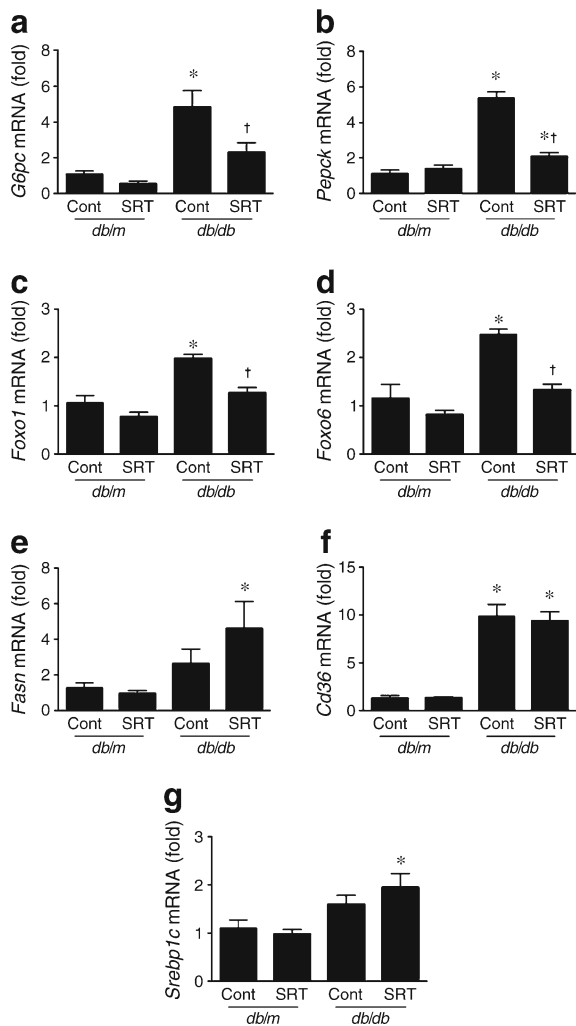 a
G6pc mRNA (fold)
8
6
4
2
0
*
†
Cont SRT Cont SRT
db/m db/db
b
Pepck mRNA (fold)
8
6
4
2
0
*
*†
Cont SRT Cont SRT
db/m db/db
c
Foxo1 mRNA (fold)
3
2
1
0
*
†
Cont SRT Cont SRT
db/m db/db
d
Foxo6 mRNA (fold)
3
2
1
0
*
†
Cont SRT Cont SRT
db/m db/db
e
Fasn mRNA (fold)
8
6
4
2
0
*
Cont SRT Cont SRT
db/m db/db
f
Cd36 mRNA (fold)
15
10
5
0
* *
Cont SRT Cont SRT
db/m db/db
g
Srebp1c mRNA (fold)
3
2
1
0
*
Cont SRT Cont SRT
db/m db/db